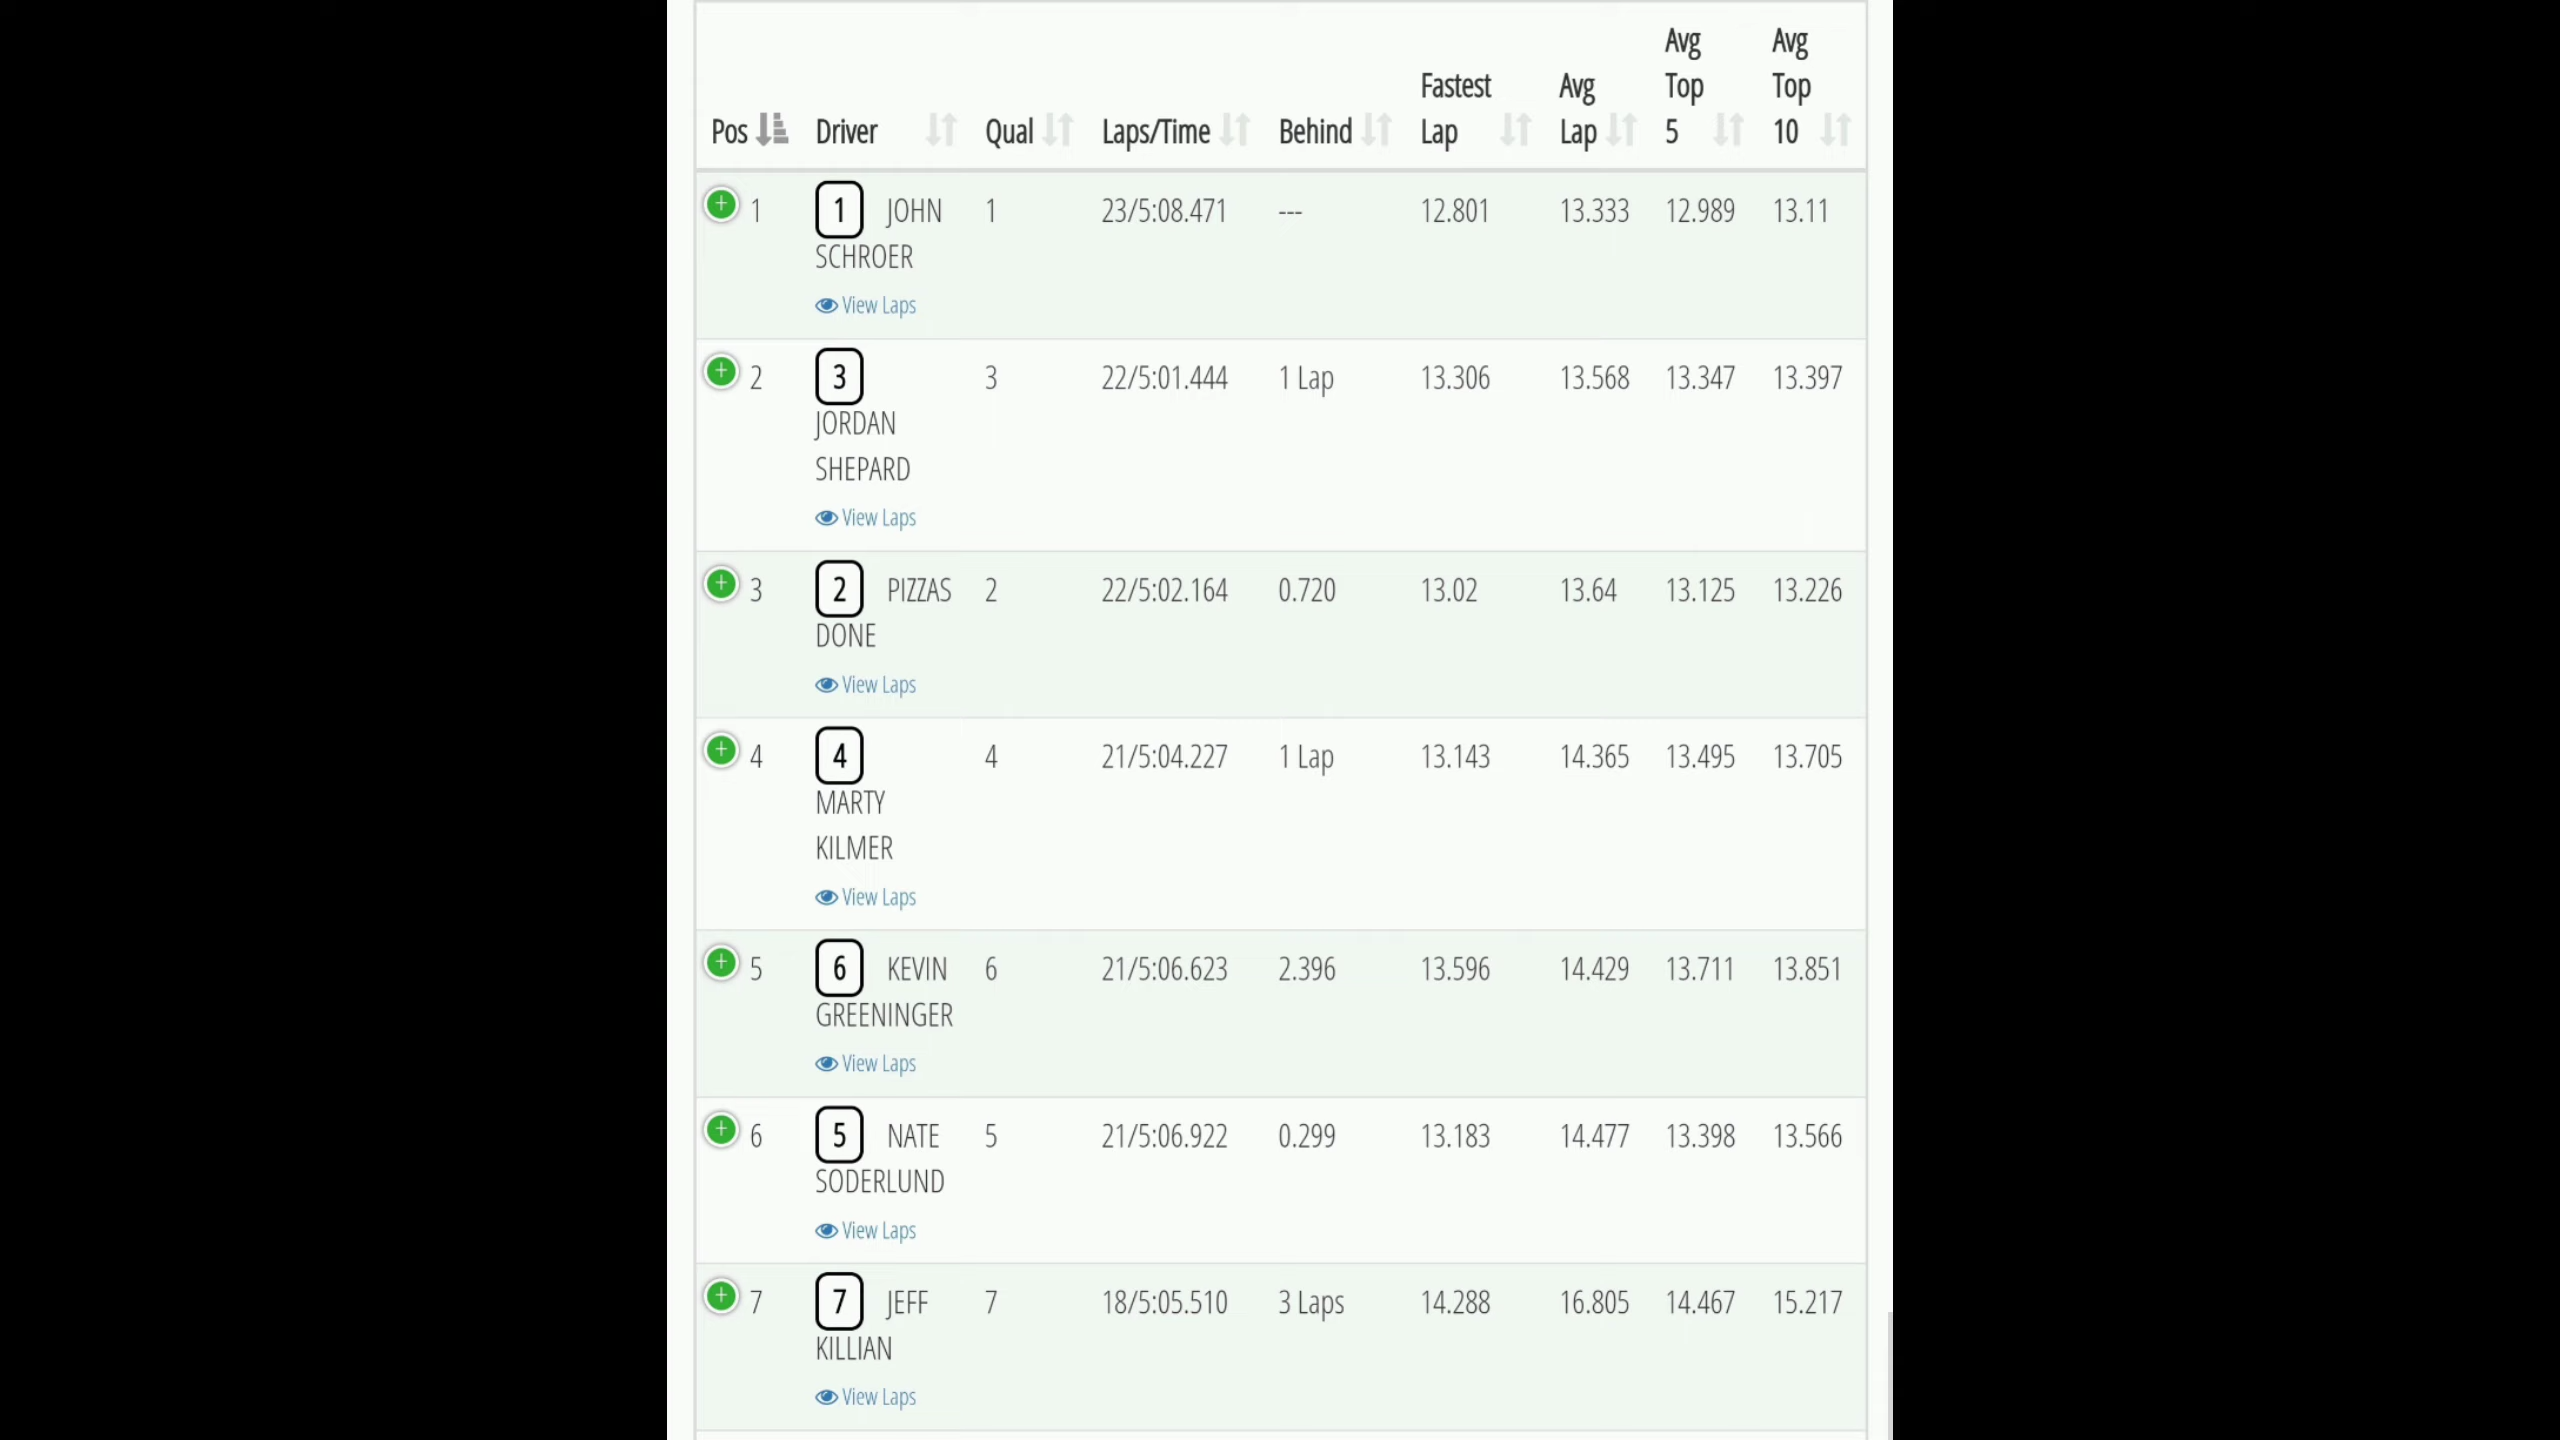 Pos Driver Qual Laps/Time Behind Fastest Lap Avg Lap Avg Top 5 Avg Top 10
1 1 JOHN 1 23/5:08.471 --- 12.801 13.333 12.989 13.11
SCHROER
View Laps
2 3 3 22/5:01.444 1 Lap 13.306 13.568 13.347 13.397
JORDAN
SHEPARD
View Laps
3 2 PIZZAS 2 22/5:02.164 0.720 13.02 13.64 13.125 13.226
DONE
View Laps
4 4 4 21/5:04.227 1 Lap 13.143 14.365 13.495 13.705
MARTY
KILMER
View Laps
5 6 KEVIN 6 21/5:06.623 2.396 13.596 14.429 13.711 13.851
GREENINGER
View Laps
6 5 NATE 5 21/5:06.922 0.299 13.183 14.477 13.398 13.566
SODERLUND
View Laps
7 7 JEFF 7 18/5:05.510 3 Laps 14.288 16.805 14.467 15.217
KILLIAN
View Laps